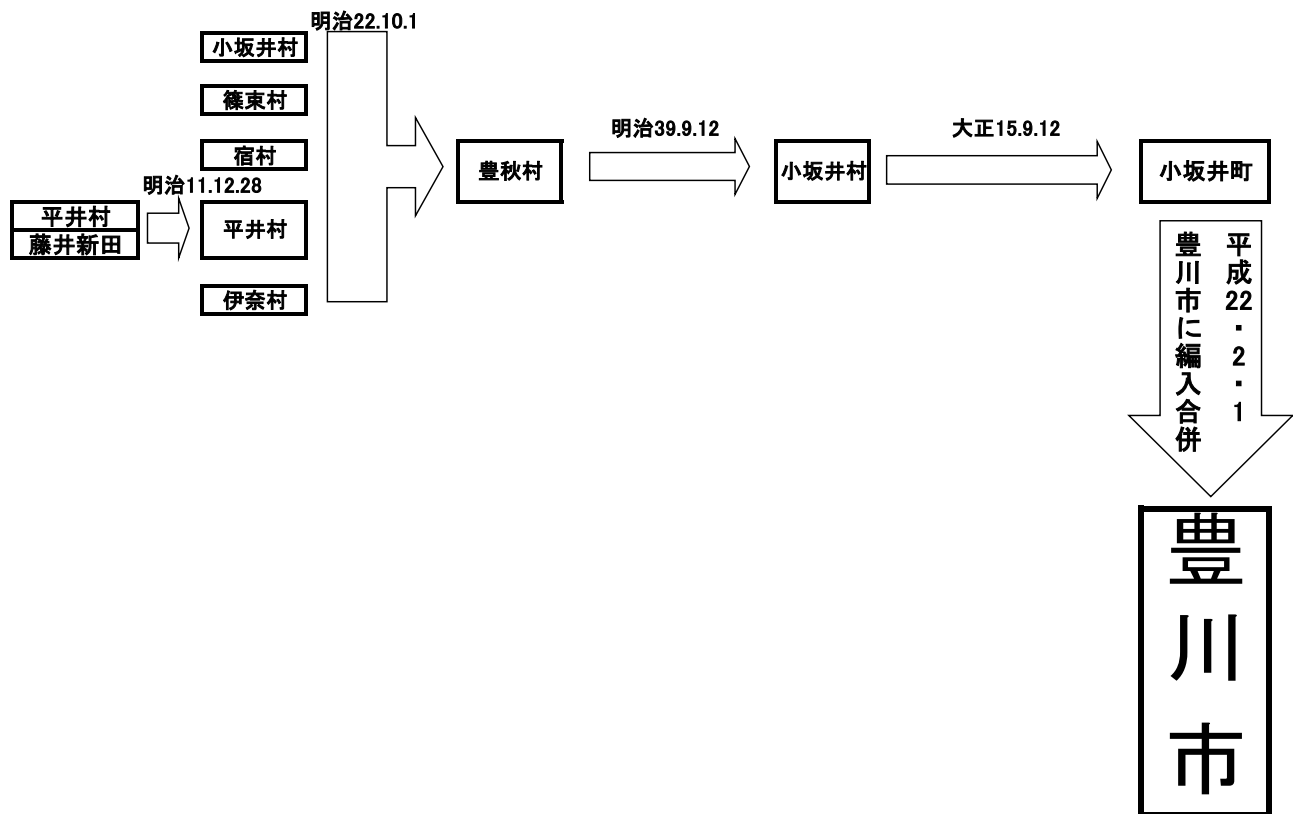 明治22.10.1
小坂井村
篠束村
宿村
明治11.12.28
平井村
藤井新田
平井村
伊奈村
豊秋村
明治39.9.12
小坂井村
大正15.9.12
小坂井町
平成22・2・1
豊川市に編入合併
豊川市